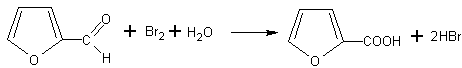 O O C H + Br2 + H2O O COOH + 2HBr